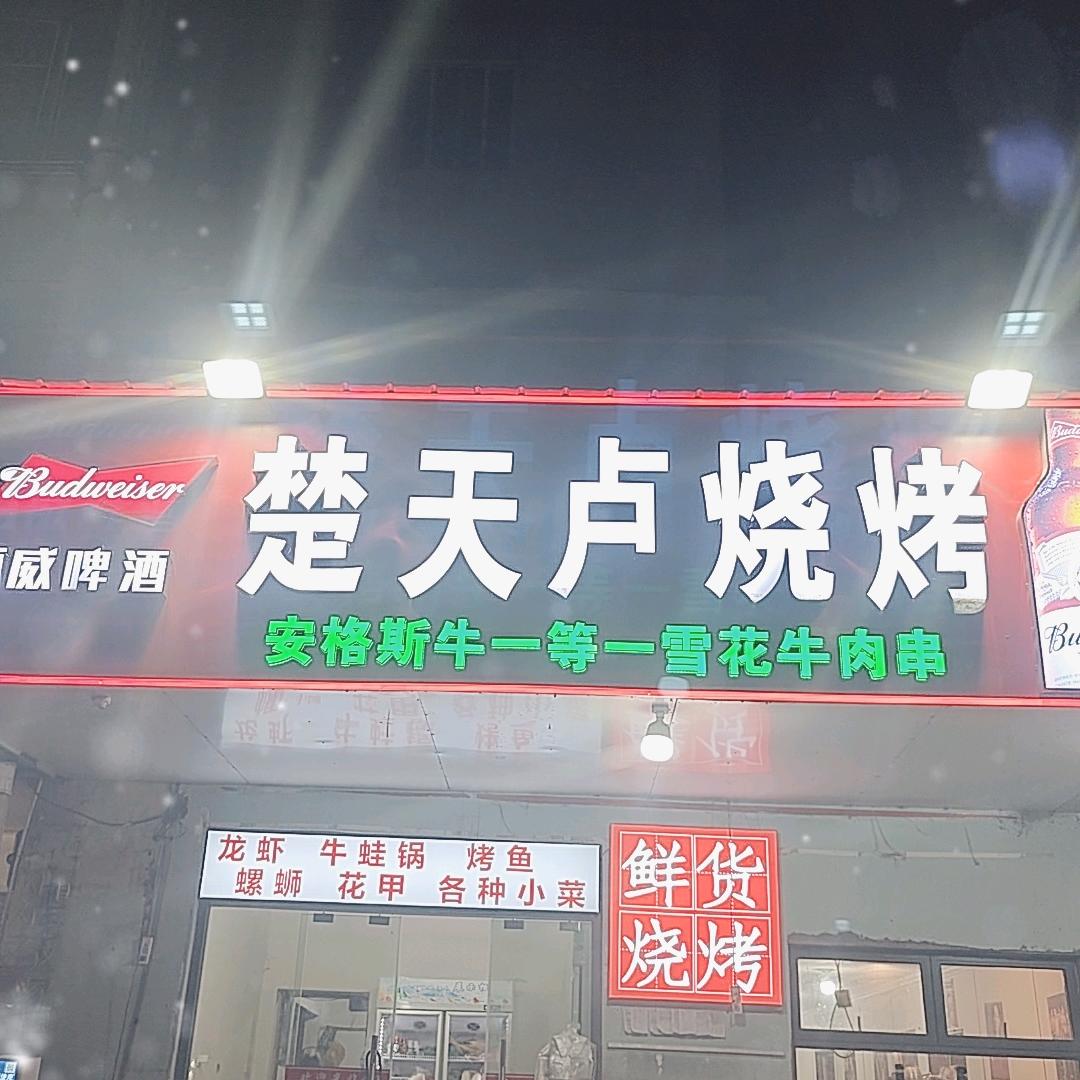 Budweiser
威啤酒
楚天卢烧烤
安格斯牛一等一雪花牛肉串
龙虾 牛蛙锅 烤鱼
螺蛳 花甲 各种小菜
鲜货
烧烤